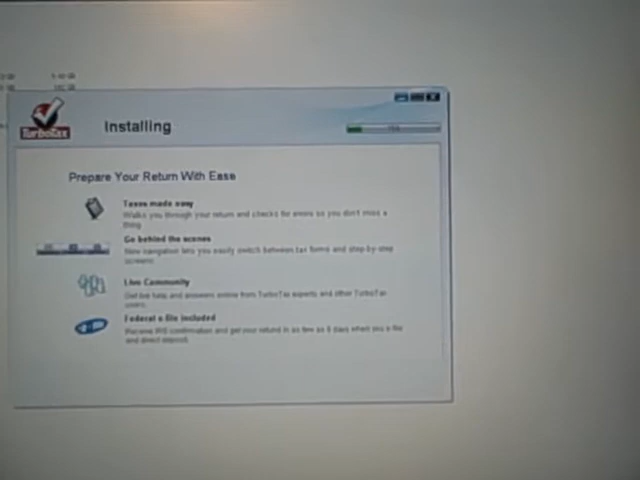 TurboTax
Installing
Prepare Your Return With Ease
Taxes made easy
Walks you through your return and checks for errors so you don't miss a
thing.
Go behind the scenes
New navigation lets you easily switch between tax forms and step-by-step
screens.
Live Community
Get live help and answers online from TurboTax experts and other TurboTax
users.
Federal e-file included
Receive IRS confirmation and get your refund in as few as 8 days when you e-file
and direct deposit.